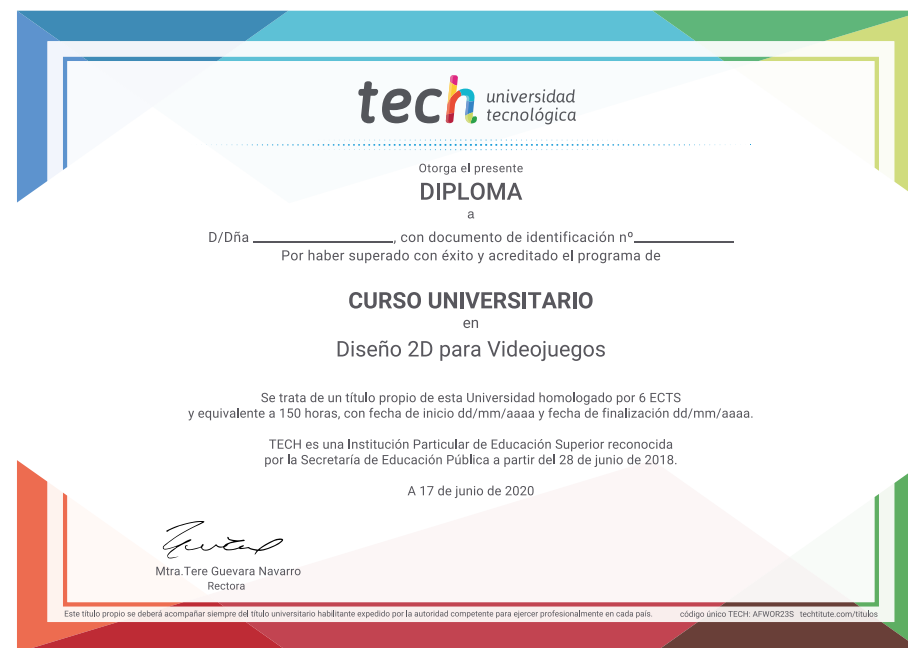 tech universidad
tecnológica
Otorga el presente
DIPLOMA
a
D/Dña ________________, con documento de identificación nº____________
Por haber superado con éxito y acreditado el programa de
CURSO UNIVERSITARIO
en
Diseño 2D para Videojuegos
Se trata de un título propio de esta Universidad homologado por 6 ECTS
y equivalente a 150 horas, con fecha de inicio dd/mm/aaaa y fecha de finalización dd/mm/aaaa.
TECH es una Institución Particular de Educación Superior reconocida
por la Secretaría de Educación Pública a partir del 28 de junio de 2018.
A 17 de junio de 2020
Mtra.Tere Guevara Navarro
Rectora
Este título propio se deberá acompañar siempre del título universitario habilitante expedido por la autoridad competente para ejercer profesionalmente en cada país. código único TECH: AFWOR23S techtitute.com/titulos